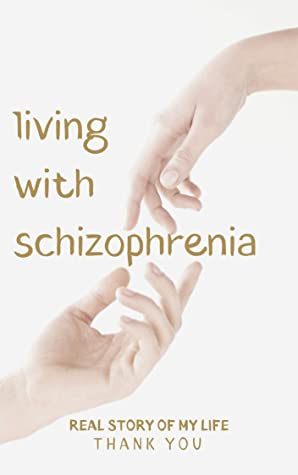 living
with
schizophrenia
REAL STORY OF MY LIFE
THANK YOU